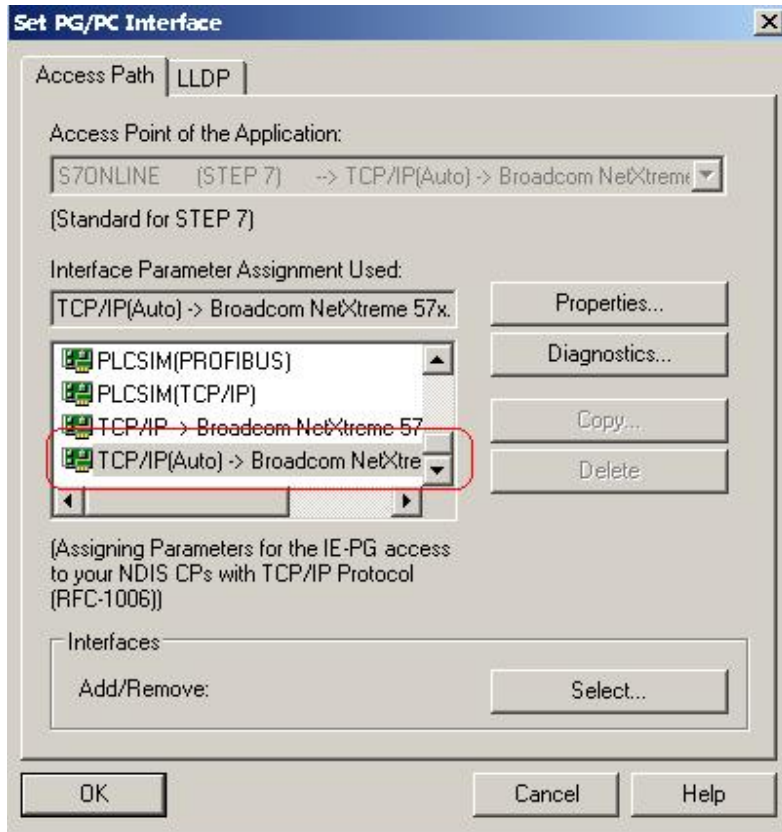 Set PG/PC Interface
Access Path
LLDP
Access Point of the Application:
S7ONLINE (STEP 7) --> TCP/IP(Auto) -> Broadcom NetXtreme
(Standard for STEP 7)
Interface Parameter Assignment Used:
TCP/IP(Auto) -> Broadcom NetXtreme 57x.
Properties...
Diagnostics...
PLCSIM(PROFIBUS)
PLCSIM(TCP/IP)
TCP/IP -> Broadcom NetXtreme 57
TCP/IP(Auto) -> Broadcom NetXtre
Copy...
Delete
(Assigning Parameters for the IE-PG access
to your NDIS CPs with TCP/IP Protocol
(RFC-1006))
Interfaces
Add/Remove:
Select...
OK
Cancel
Help